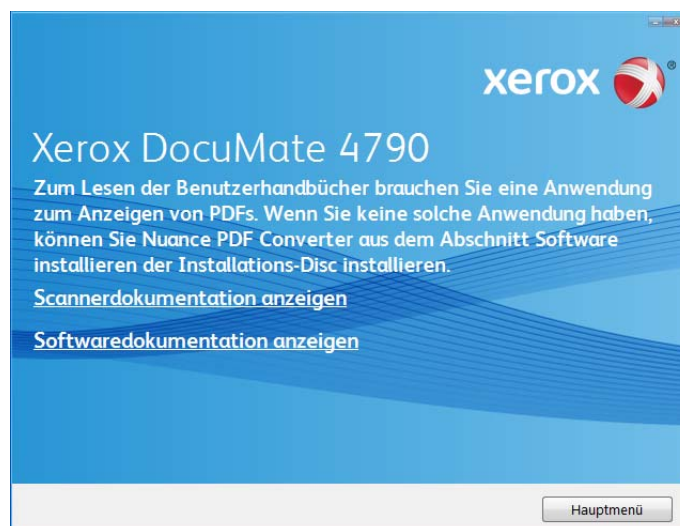 xerox ®
Xerox DocuMate 4790
Zum Lesen der Benutzerhandbücher brauchen Sie eine Anwendung
zum Anzeigen von PDFs. Wenn Sie keine solche Anwendung haben,
können Sie Nuance PDF Converter aus dem Abschnitt Software
installieren der Installations-Disc installieren.
Scannerdokumentation anzeigen
Softwaredokumentation anzeigen
Hauptmenü